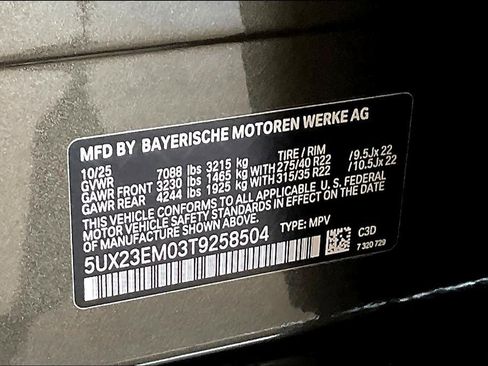 MFD BY BAYERISCHE MOTOREN WERKE AG
10/25 TIRE / RIM
GVWR 7088 lbs 3215 kg
GAWR FRONT 3230 lbs 1465 kg WITH 275/40 R22 / 9.5Jx 22
GAWR REAR 4244 lbs 1925 kg WITH 315/35 R22 / 10.5Jx 22
THIS VEHICLE CONFORMS TO ALL APPLICABLE U. S. FEDERAL
MOTOR VEHICLE SAFETY STANDARDS IN EFFECT ON THE DATE
OF MANUFACTURE SHOWN ABOVE.
5UX23EM03T9258504 TYPE: MPV
C3D
7 320 729